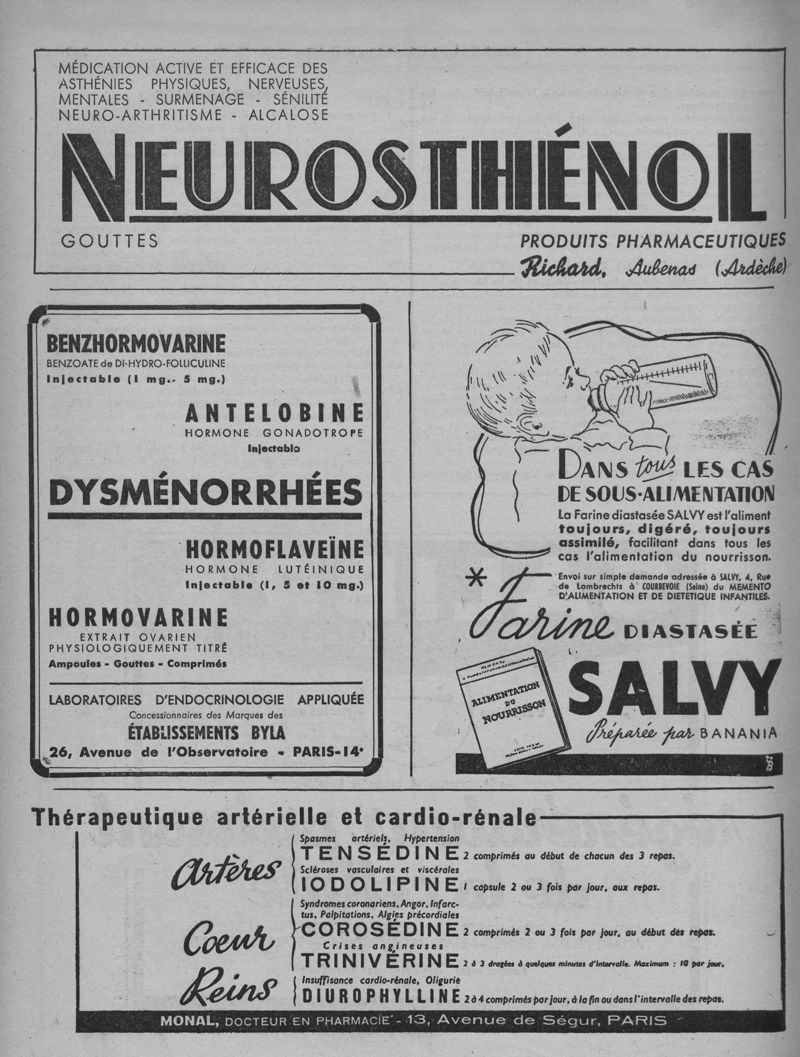 MÉDICATION ACTIVE ET EFFICACE DES
ASTHÉNIES PHYSIQUES, NERVEUSES,
MENTALES - SURMENAGE - SÉNILITÉ
NEURO-ARTHRITISME - ALCALOSE
NEUROSTHÉNOL
GOUTTES
PRODUITS PHARMACEUTIQUES
Richard, Aubenas (Ardèche)
BENZHORMOVARINE
BENZOATE de DI-HYDRO-FOLLICULINE
Injectable (1 mg.- 5 mg.)
ANTELOBINE
HORMONE GONADOTROPE
Injectable
DYSMÉNORRHÉES
HORMOFLAVEÏNE
HORMONE LUTÉINIQUE
Injectable (1, 5 et 10 mg.)
HORMOVARINE
EXTRAIT OVARIEN
PHYSIOLOGIQUEMENT TITRÉ
Ampoules - Gouttes - Comprimés
LABORATOIRES D'ENDOCRINOLOGIE APPLIQUÉE
Concessionnaires des Marques des
ÉTABLISSEMENTS BYLA
26, Avenue de l'Observatoire - PARIS-14e
DANS tous LES CAS
DE SOUS-ALIMENTATION
La Farine diastasée SALVY est l'aliment
toujours, digéré, toujours
assimilé, facilitant dans tous les
cas l'alimentation du nourrisson.
* Envoi sur simple demande adressée à SALVY, 4, Rue
de Lambrechts à COURBEVOIE (Seine) du MEMENTO
D'ALIMENTATION ET DE DIETETIQUE INFANTILES.
Farine DIASTASÉE
SALVY
Préparée par BANANIA
MEMENTO
ALIMENTATION
DU
NOURRISSON
Thérapeutique artérielle et cardio-rénale
Artères
Spasmes artériels, Hypertension
TENSÉDINE 2 comprimés au début de chacun des 3 repas.
Scléroses vasculaires et viscérales
IODOLIPINE 1 capsule 2 ou 3 fois par jour, aux repas.
Coeur
Syndromes coronariens, Angor, Infarc-
tus, Palpitations, Algies précordiales
COROSÉDINE 2 comprimés 2 ou 3 fois par jour, au début des repas.
Crises angineuses
TRINIVÉRINE 2 à 3 dragées à quelques minutes d'intervalle. Maximum : 10 par jour.
Reins
Insuffisance cardio-rénale, Oligurie
DIUROPHYLLINE 2 à 4 comprimés par jour, à la fin ou dans l'intervalle des repas.
MONAL, DOCTEUR EN PHARMACIE - 13, Avenue de Ségur, PARIS